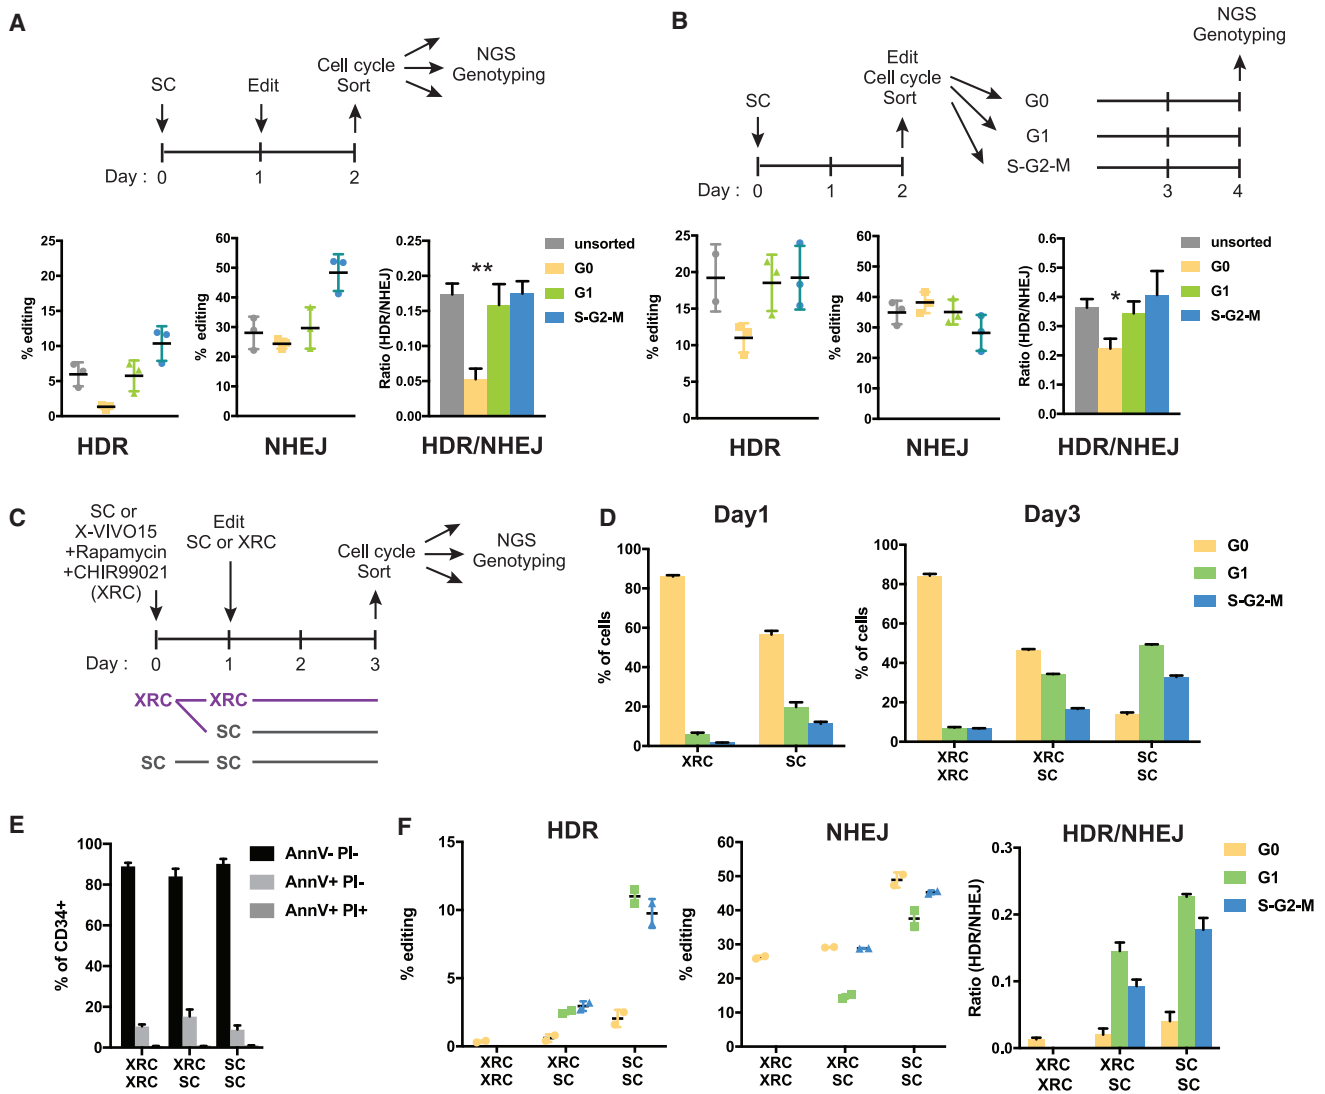 A
SC
Edit
Cell cycle
Sort
NGS
Genotyping
Day : 0 1 2
% editing
25
20
15
10
5
0
HDR
% editing
60
50
40
30
20
10
0
NHEJ
Ratio (HDR/NHEJ)
0.25
0.20
0.15
0.10
0.05
0.00
**
HDR/NHEJ
unsorted
G0
G1
S-G2-M
B
SC
Edit
Cell cycle
Sort
NGS
Genotyping
G0
G1
S-G2-M
Day : 0 1 2 3 4
% editing
25
20
15
10
5
0
HDR
% editing
60
50
40
30
20
10
0
NHEJ
Ratio (HDR/NHEJ)
0.6
0.5
0.4
0.3
0.2
0.1
0.0
*
HDR/NHEJ
unsorted
G0
G1
S-G2-M
C
SC or
X-VIVO15
+Rapamycin
+CHIR99021
(XRC)
Edit
SC or XRC
Cell cycle
Sort
NGS
Genotyping
Day : 0 1 2 3
XRC XRC
SC
SC SC
D
Day1
% of cells
100
80
60
40
20
0
XRC SC
Day3
% of cells
100
80
60
40
20
0
XRC XRC SC
XRC SC SC
G0
G1
S-G2-M
E
% of CD34+
100
80
60
40
20
0
XRC XRC SC
XRC SC SC
AnnV- PI-
AnnV+ PI-
AnnV+ PI+
F
HDR
% editing
15
10
5
0
XRC XRC SC
XRC SC SC
NHEJ
% editing
60
50
40
30
20
10
0
XRC XRC SC
XRC SC SC
HDR/NHEJ
Ratio (HDR/NHEJ)
0.3
0.2
0.1
0.0
XRC XRC SC
XRC SC SC
G0
G1
S-G2-M